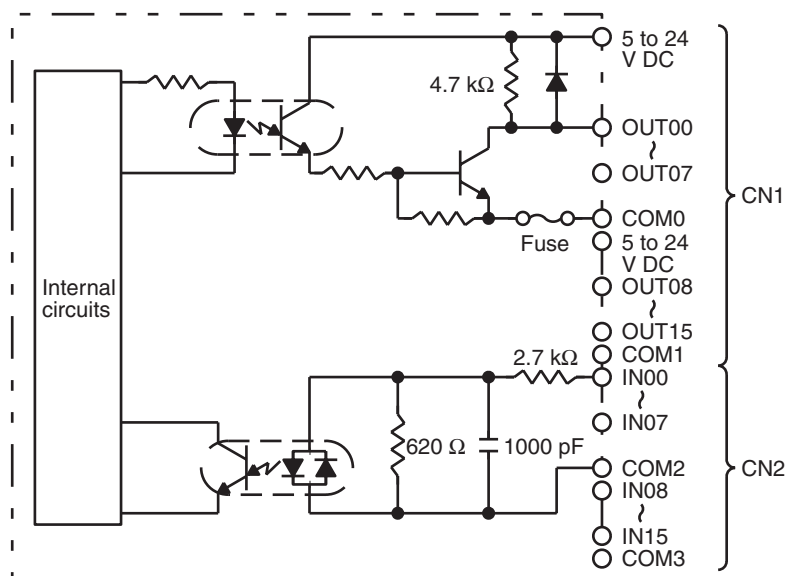 5 to 24
V DC
4.7 kΩ
OUT00
~
OUT07
CN1
COM0
Fuse
5 to 24
V DC
Internal
circuits
OUT08
~
OUT15
2.7 kΩ
COM1
IN00
~
IN07
620 Ω
1000 pF
COM2
CN2
IN08
~
IN15
COM3